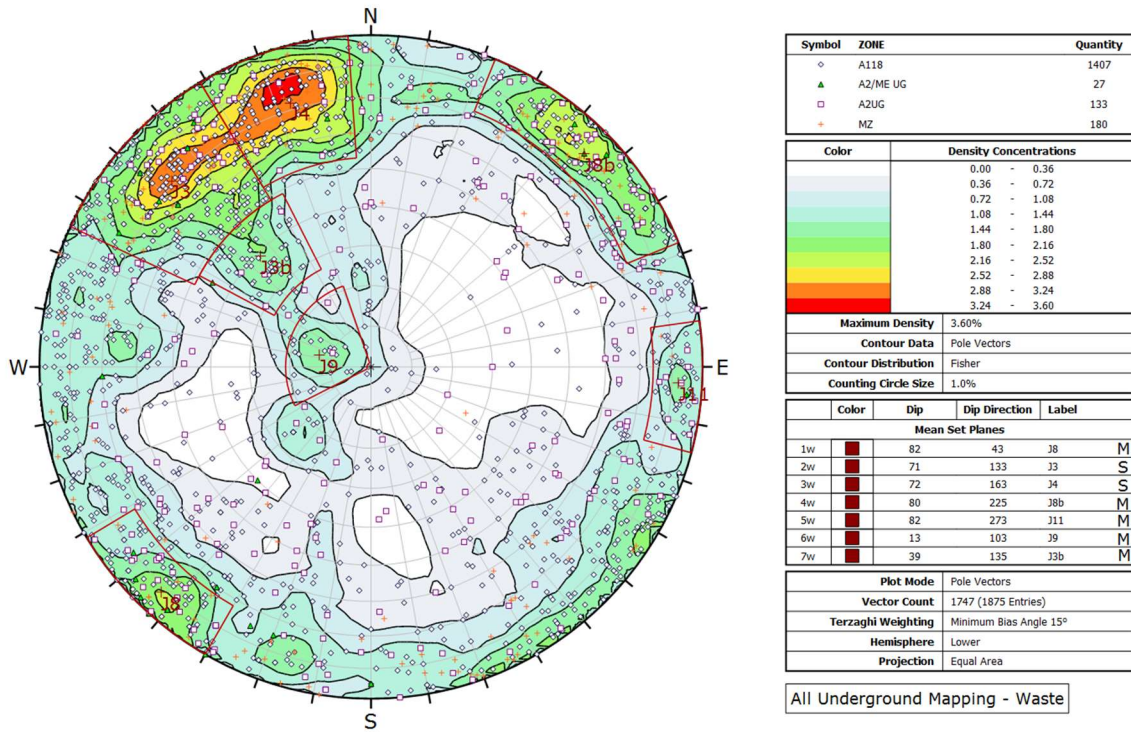 N
W
E
S
J4
J3
J3b
J9
J8b
J11
J8
Symbol ZONE Quantity
A118 1407
A2/ME UG 27
A2UG 133
MZ 180
Color Density Concentrations
0.00 - 0.36
0.36 - 0.72
0.72 - 1.08
1.08 - 1.44
1.44 - 1.80
1.80 - 2.16
2.16 - 2.52
2.52 - 2.88
2.88 - 3.24
3.24 - 3.60
Maximum Density 3.60%
Contour Data Pole Vectors
Contour Distribution Fisher
Counting Circle Size 1.0%
Color Dip Dip Direction Label
Mean Set Planes
1w 82 43 J8 M
2w 71 133 J3 S
3w 72 163 J4 S
4w 80 225 J8b M
5w 82 273 J11 M
6w 13 103 J9 M
7w 39 135 J3b M
Plot Mode Pole Vectors
Vector Count 1747 (1875 Entries)
Terzaghi Weighting Minimum Bias Angle 15°
Hemisphere Lower
Projection Equal Area
All Underground Mapping - Waste